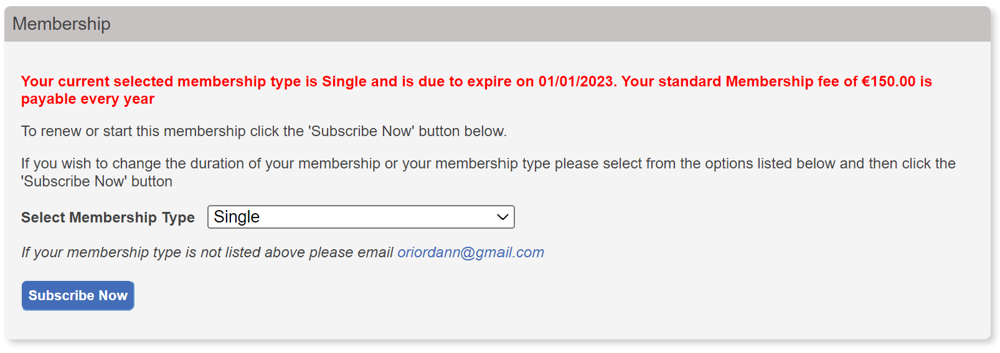 Membership
Your current selected membership type is Single and is due to expire on 01/01/2023. Your standard Membership fee of €150.00 is
payable every year
To renew or start this membership click the 'Subscribe Now' button below.
If you wish to change the duration of your membership or your membership type please select from the options listed below and then click the
'Subscribe Now' button
Select Membership Type Single
If your membership type is not listed above please email oriordann@gmail.com
Subscribe Now